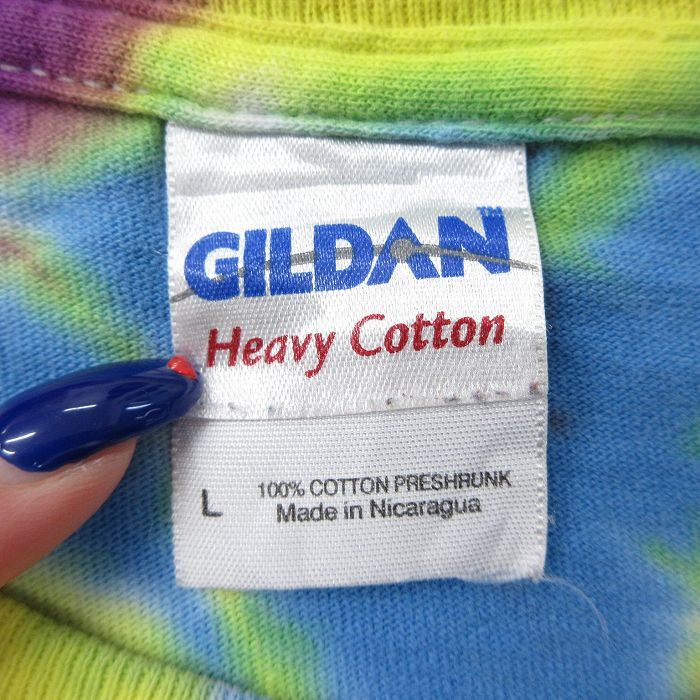 GILDAN
Heavy Cotton
L
100% COTTON PRESHRUNK
Made in Nicaragua